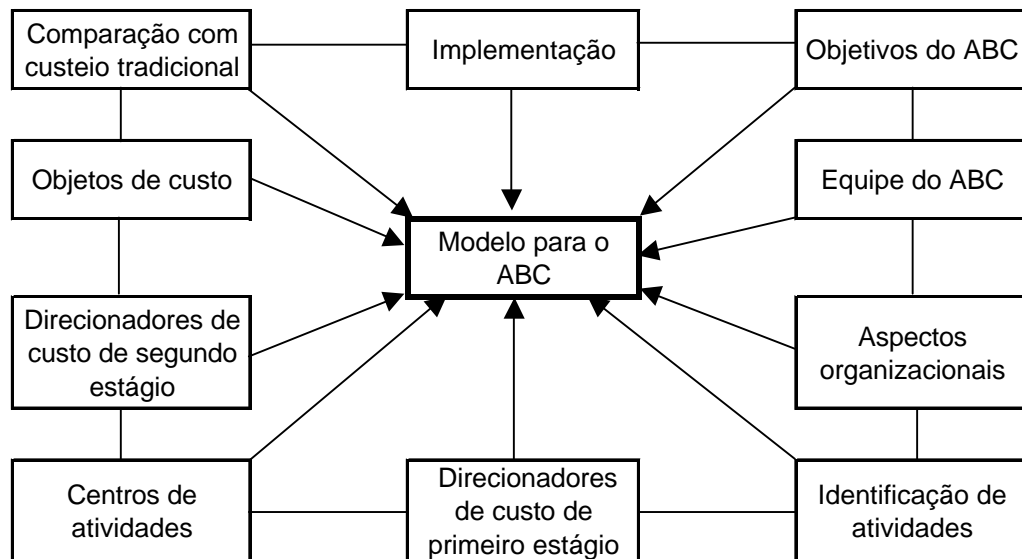 Comparação com
custeio tradicional
Implementação
Objetivos do ABC
Objetos de custo
Equipe do ABC
Modelo para o
ABC
Direcionadores de
custo de segundo
estágio
Aspectos
organizacionais
Centros de
atividades
Direcionadores
de custo de
primeiro estágio
Identificação de
atividades